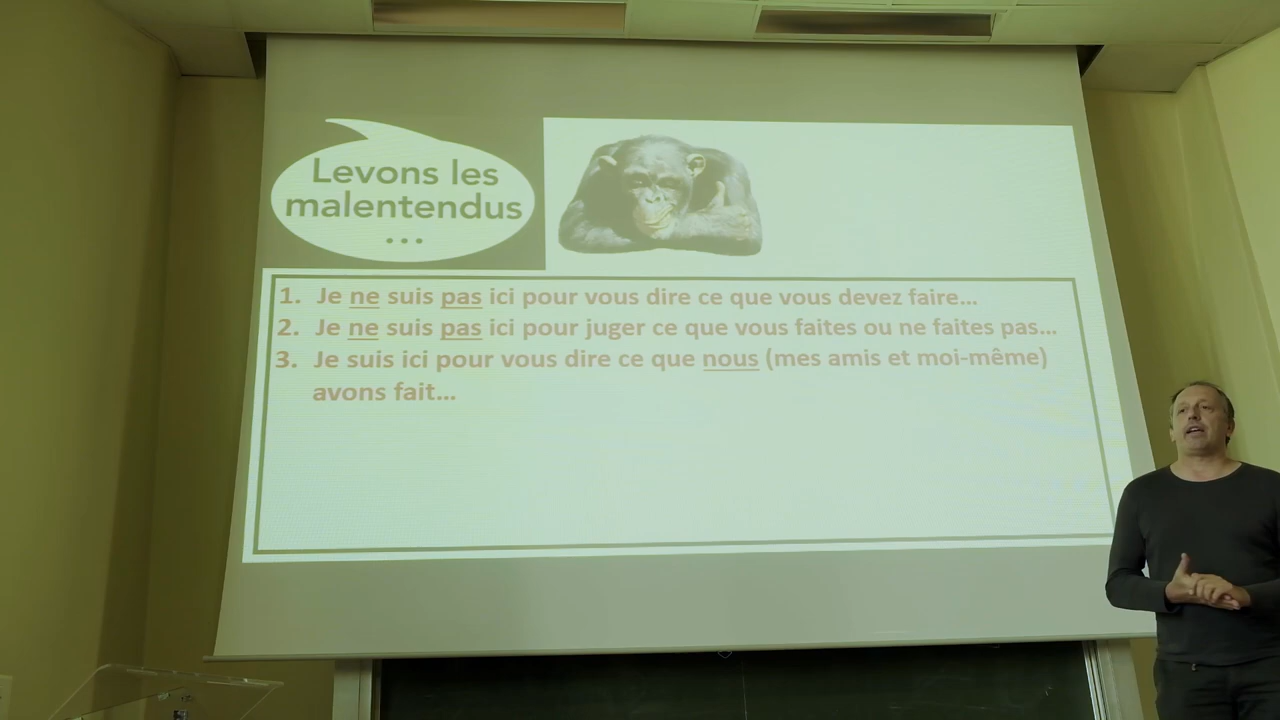 Levons les
malentendus
...
1. Je ne suis pas ici pour vous dire ce que vous devez faire...
2. Je ne suis pas ici pour juger ce que vous faites ou ne faites pas...
3. Je suis ici pour vous dire ce que nous (mes amis et moi-même)
avons fait...